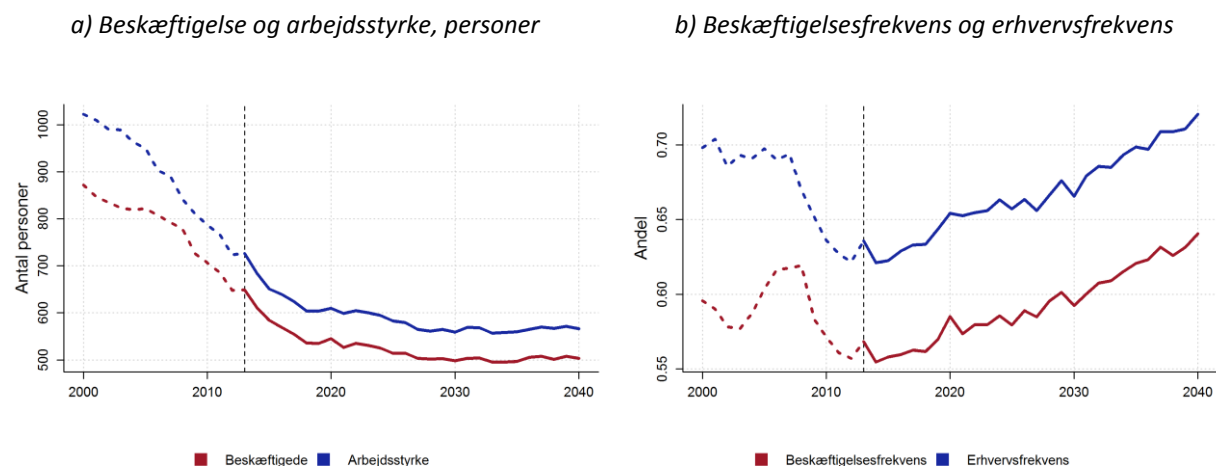 a) Beskæftigelse og arbejdsstyrke, personer
b) Beskæftigelsesfrekvens og erhvervsfrekvens
Antal personer
1000
900
800
700
600
500
2000
2010
2020
2030
2040
Beskæftigede
Arbejdsstyrke
Andel
0.70
0.65
0.60
0.55
2000
2010
2020
2030
2040
Beskæftigelsesfrekvens
Erhvervsfrekvens